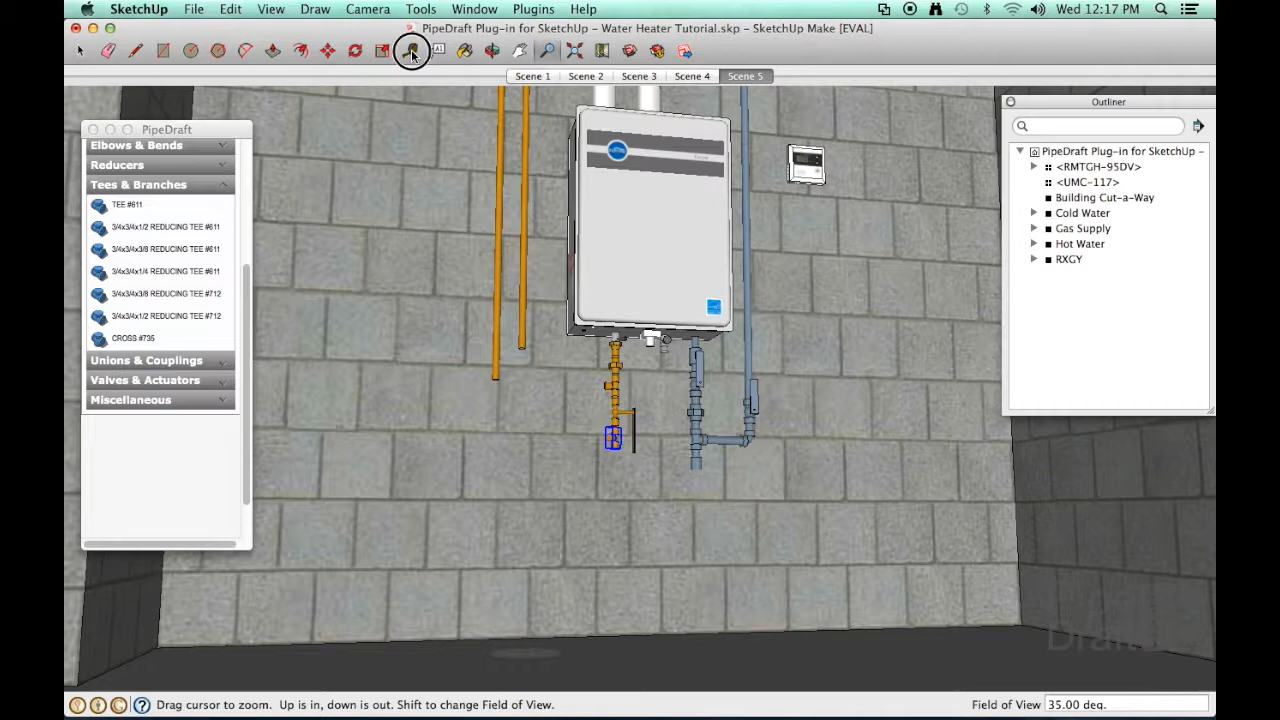 SketchUp File Edit View Draw Camera Tools Window Plugins Help Wed 12:17 PM
PipeDraft Plug-in for SketchUp - Water Heater Tutorial.skp - SketchUp Make [EVAL]
A1
Scene 1 Scene 2 Scene 3 Scene 4 Scene 5
PipeDraft
Elbows & Bends
Reducers
Tees & Branches
TEE #611
3/4x3/4x1/2 REDUCING TEE #611
3/4x3/4x3/8 REDUCING TEE #611
3/4x3/4x1/4 REDUCING TEE #611
3/4x3/4x3/8 REDUCING TEE #712
3/4x3/4x1/2 REDUCING TEE #712
CROSS #735
Unions & Couplings
Valves & Actuators
Miscellaneous
Outliner
PipeDraft Plug-in for SketchUp -
<RMTGH-95DV>
<UMC-117>
Building Cut-a-Way
Cold Water
Gas Supply
Hot Water
RXGY
Drag cursor to zoom. Up is in, down is out. Shift to change Field of View.
Field of View 35.00 deg.